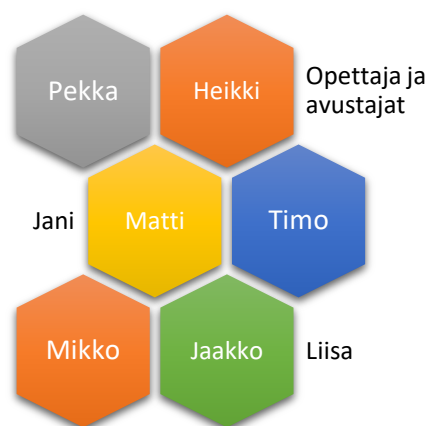 Pekka
Heikki
Opettaja ja
avustajat
Jani
Matti
Timo
Mikko
Jaakko
Liisa